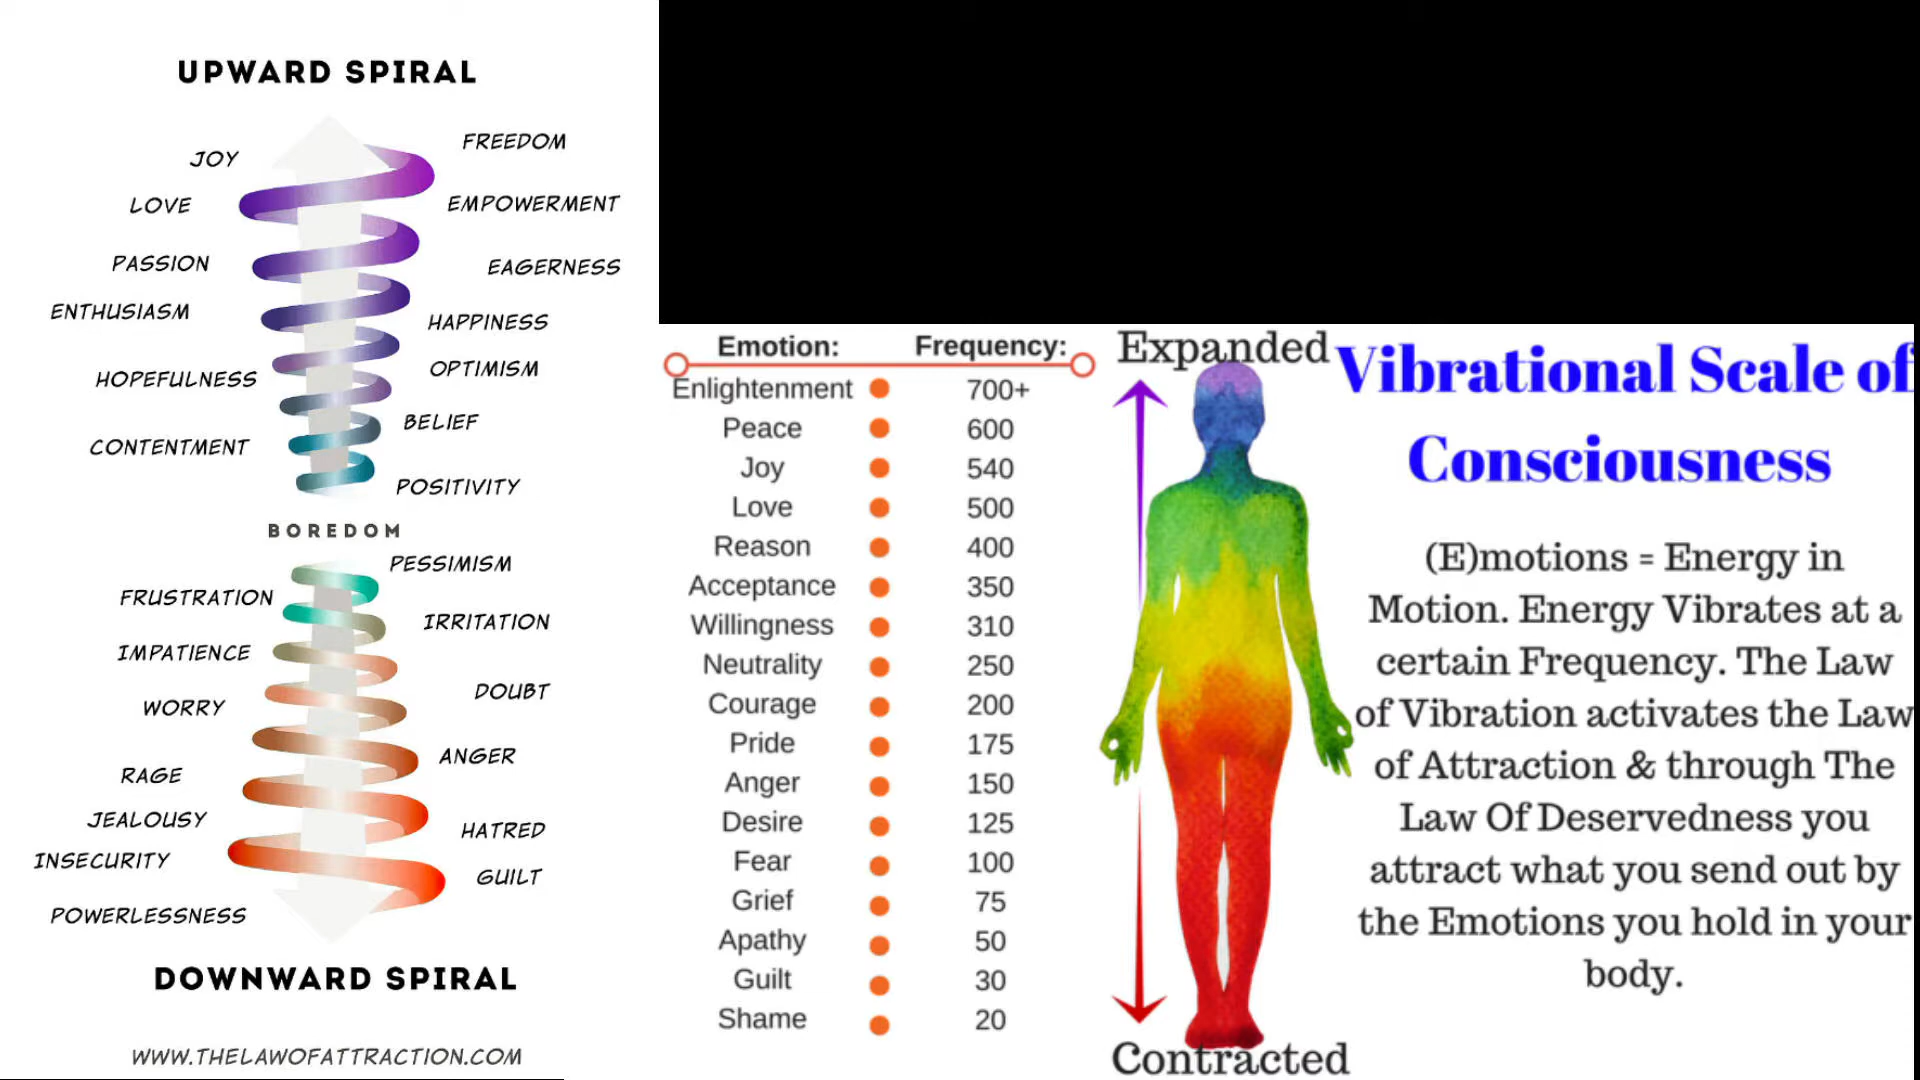 UPWARD SPIRAL
FREEDOM
JOY
LOVE
EMPOWERMENT
PASSION
EAGERNESS
ENTHUSIASM
HAPPINESS
OPTIMISM
HOPEFULNESS
BELIEF
CONTENTMENT
POSITIVITY
BOREDOM
PESSIMISM
FRUSTRATION
IRRITATION
IMPATIENCE
DOUBT
WORRY
ANGER
RAGE
JEALOUSY
HATRED
INSECURITY
GUILT
POWERLESSNESS
DOWNWARD SPIRAL
WWW.THELAWOFATTRACTION.COM
Emotion: Frequency:
Enlightenment 700+
Peace 600
Joy 540
Love 500
Reason 400
Acceptance 350
Willingness 310
Neutrality 250
Courage 200
Pride 175
Anger 150
Desire 125
Fear 100
Grief 75
Apathy 50
Guilt 30
Shame 20
Expanded
Contracted
Vibrational Scale of
Consciousness
(E)motions = Energy in
Motion. Energy Vibrates at a
certain Frequency. The Law
of Vibration activates the Law
of Attraction & through The
Law Of Deservedness you
attract what you send out by
the Emotions you hold in your
body.